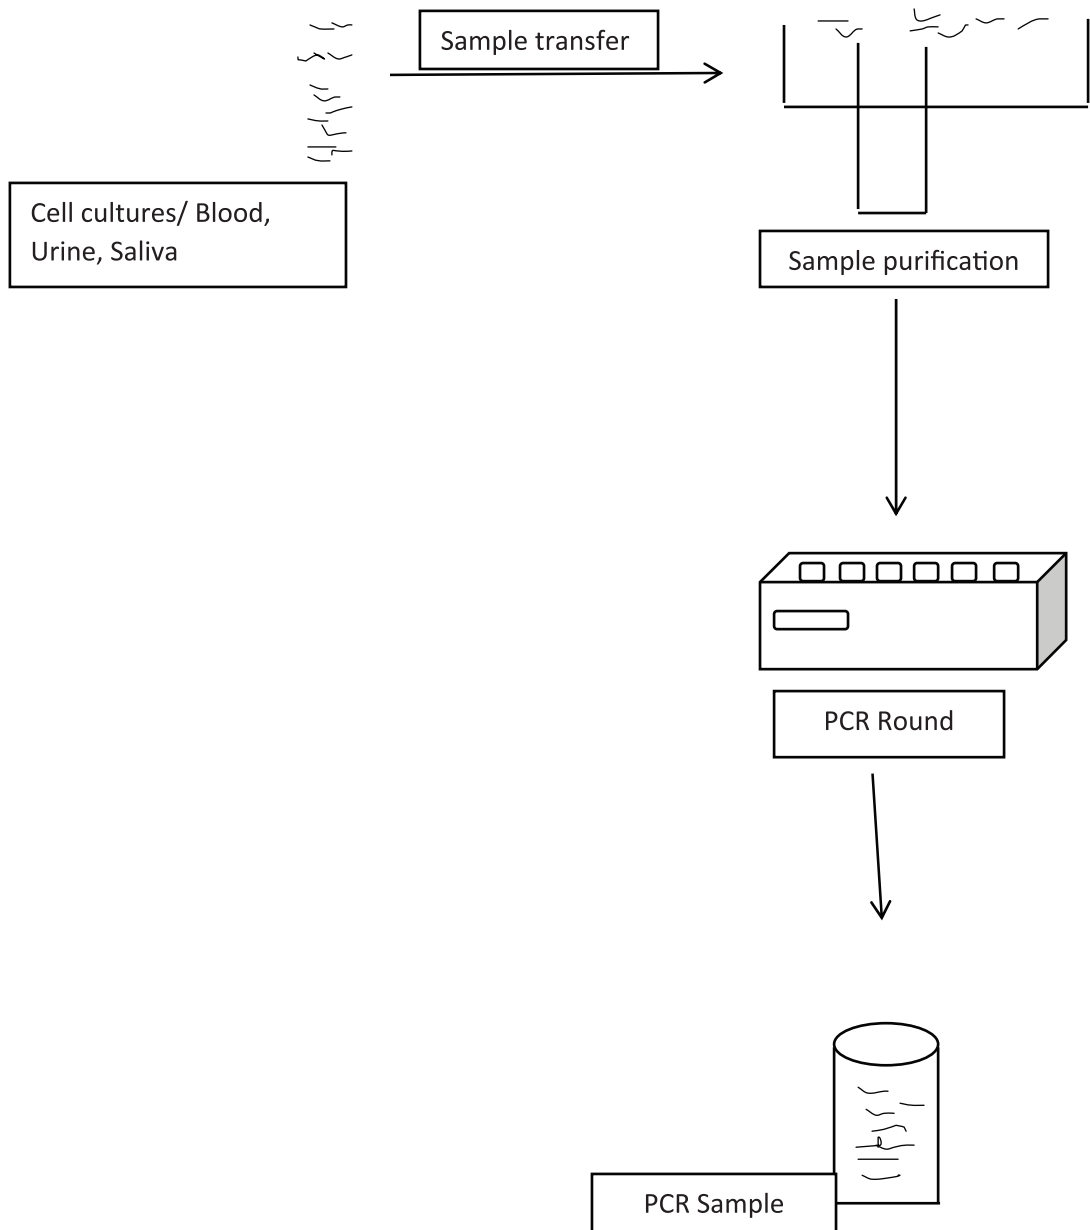 Sample transfer
Cell cultures/ Blood,
Urine, Saliva
Sample purification
PCR Round
PCR Sample